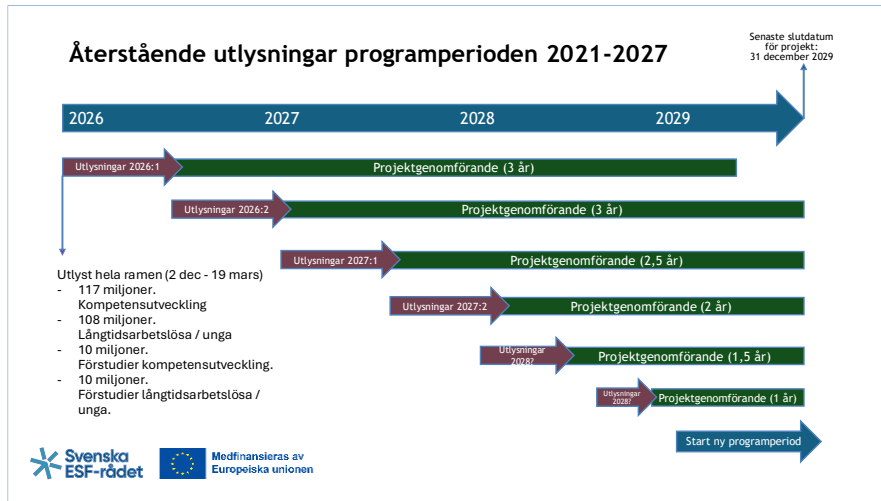 Återstående utlysningar programperioden 2021-2027
Senaste slutdatum
för projekt:
31 december 2029
2026
2027
2028
2029
Utlysningar 2026:1
Projektgenomförande (3 år)
Utlysningar 2026:2
Projektgenomförande (3 år)
Utlysningar 2027:1
Projektgenomförande (2,5 år)
Utlyst hela ramen (2 dec - 19 mars)
- 117 miljoner.
Kompetensutveckling
- 108 miljoner.
Långtidsarbetslösa / unga
- 10 miljoner.
Förstudier kompetensutveckling.
- 10 miljoner.
Förstudier långtidsarbetslösa /
unga.
Utlysningar 2027:2
Projektgenomförande (2 år)
Utlysningar
2028?
Projektgenomförande (1,5 år)
Utlysningar
2028?
Projektgenomförande (1 år)
Start ny programperiod
Svenska
ESF-rådet
Medfinansieras av
Europeiska unionen